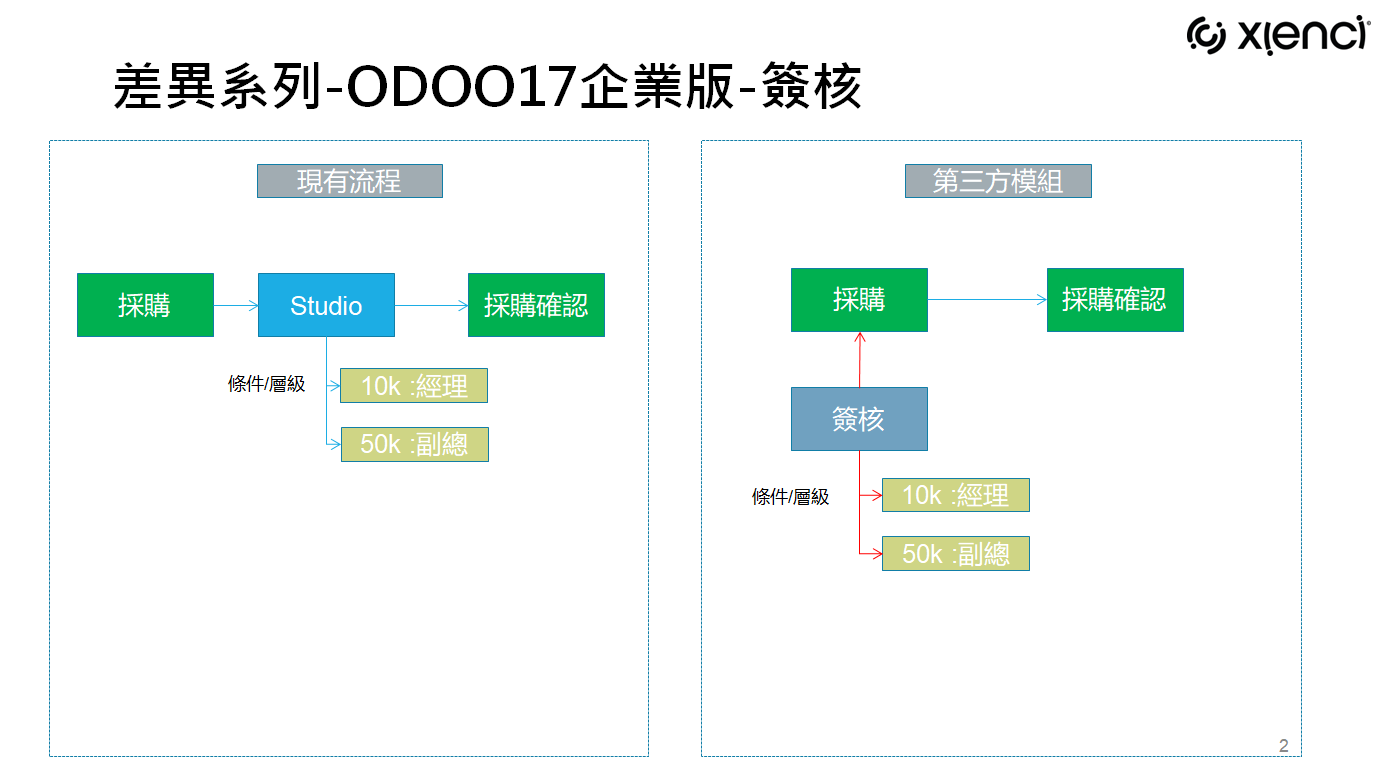 xienci
差異系列-ODOO17企業版-簽核
現有流程
採購
Studio
採購確認
條件/層級
10k :經理
50k :副總
第三方模組
採購
採購確認
簽核
條件/層級
10k :經理
50k :副總
2